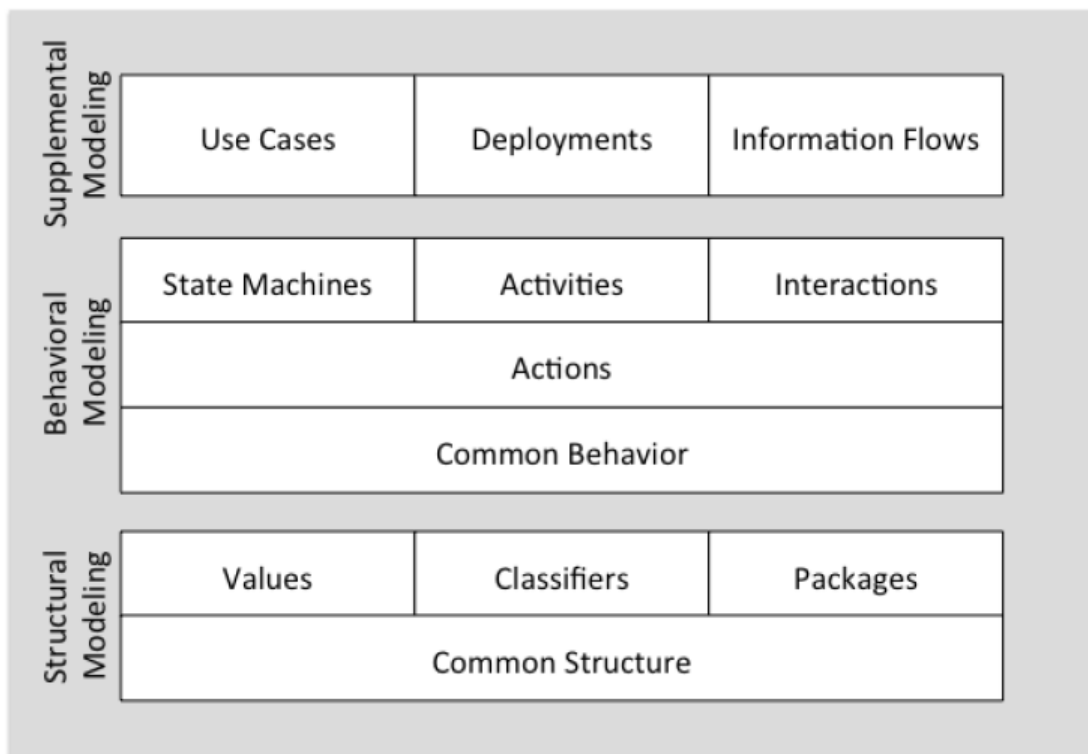 Supplemental
Modeling
Use Cases
Deployments
Information Flows
Behavioral
Modeling
State Machines
Activities
Interactions
Actions
Common Behavior
Structural
Modeling
Values
Classifiers
Packages
Common Structure